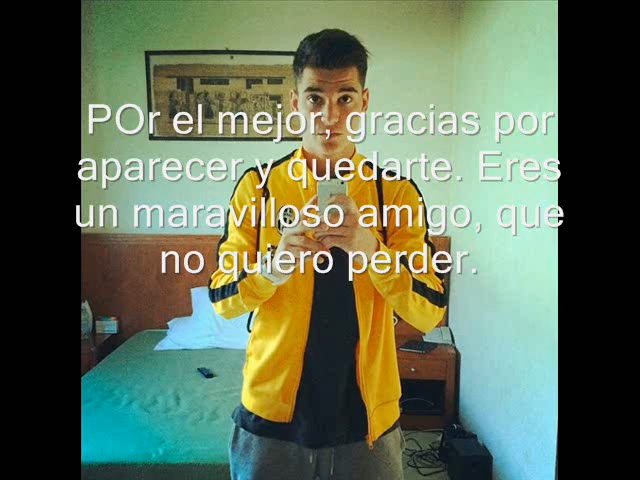 POr el mejor, gracias por
aparecer y quedarte. Eres
un maravilloso amigo, que
no quiero perder.